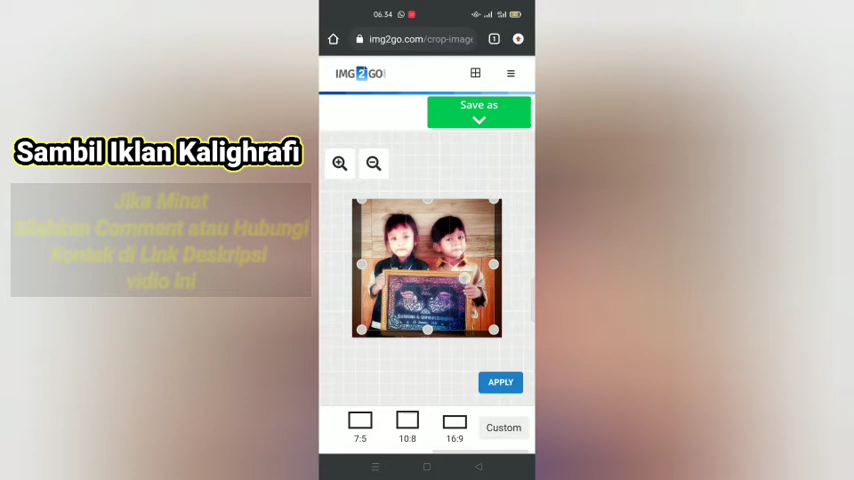 06.34
img2go.com/crop-image
1
IMG2GO
Save as
Sambil Iklan Kalighrafi
Jika Minat
Silahkan Comment atau Hubungi
Kontak di Link Deskripsi
vidio ini
APPLY
7:5
10:8
16:9
Custom